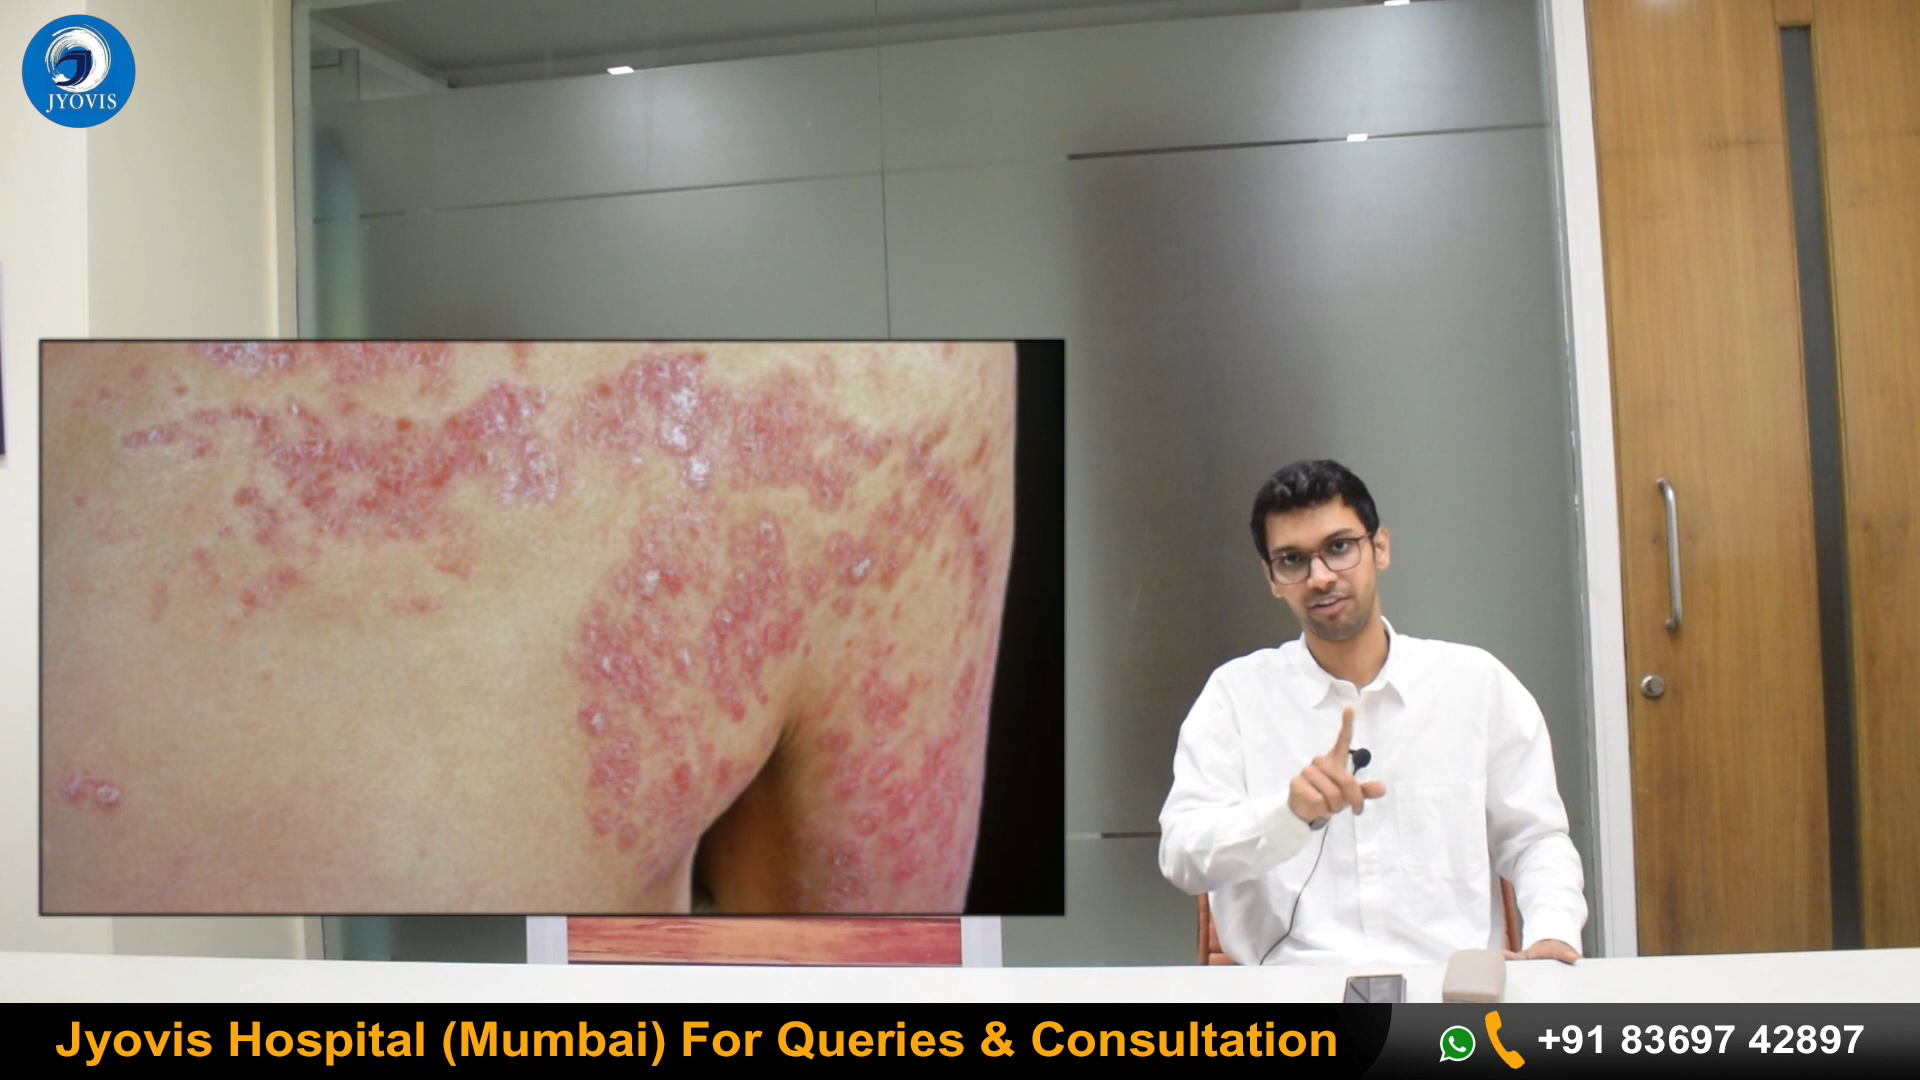 JYOVIS
Jyovis Hospital (Mumbai) For Queries & Consultation
+91 83697 42897